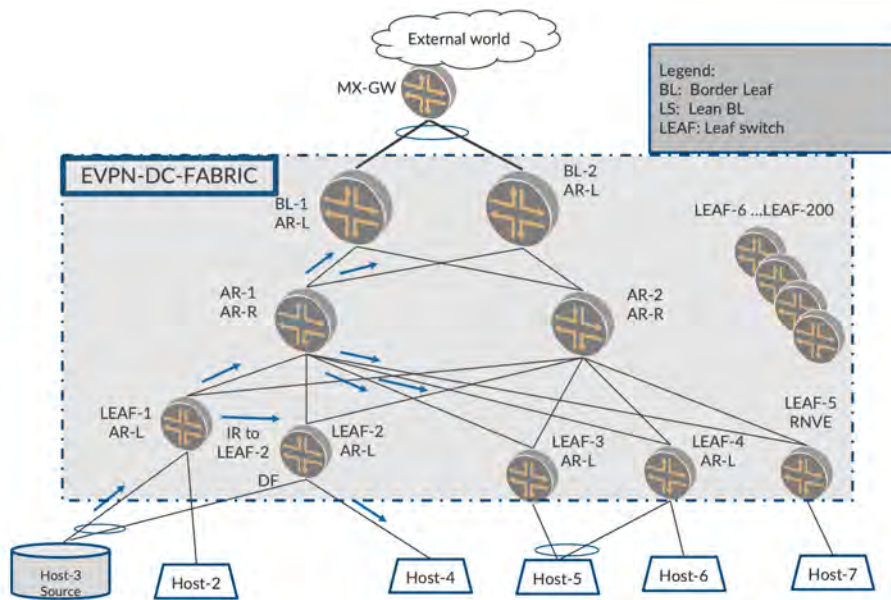 External world
MX-GW
Legend:
BL: Border Leaf
LS: Lean BL
LEAF: Leaf switch
EVPN-DC-FABRIC
BL-1
AR-L
BL-2
AR-L
LEAF-6 ...LEAF-200
AR-1
AR-R
AR-2
AR-R
LEAF-1
AR-L
IR to
LEAF-2
LEAF-2
AR-L
DF
LEAF-3
AR-L
LEAF-4
AR-L
LEAF-5
RNVE
Host-3
Source
Host-2
Host-4
Host-5
Host-6
Host-7